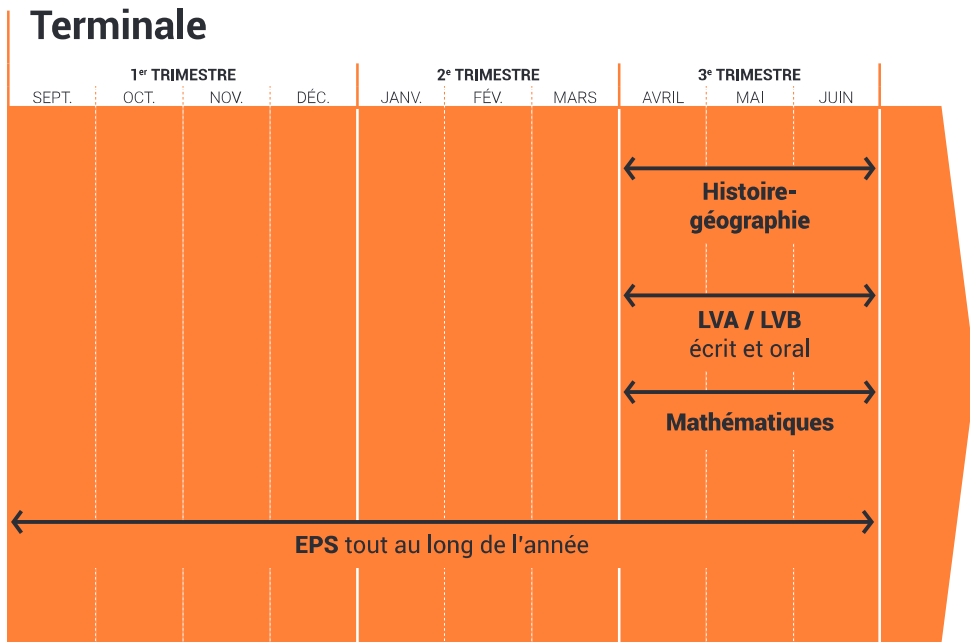 Terminale
1er TRIMESTRE 2e TRIMESTRE 3e TRIMESTRE
SEPT. OCT. NOV. DÉC. JANV. FÉV. MARS AVRIL MAI JUIN
Histoire-
géographie
LVA / LVB
écrit et oral
Mathématiques
EPS tout au long de l'année